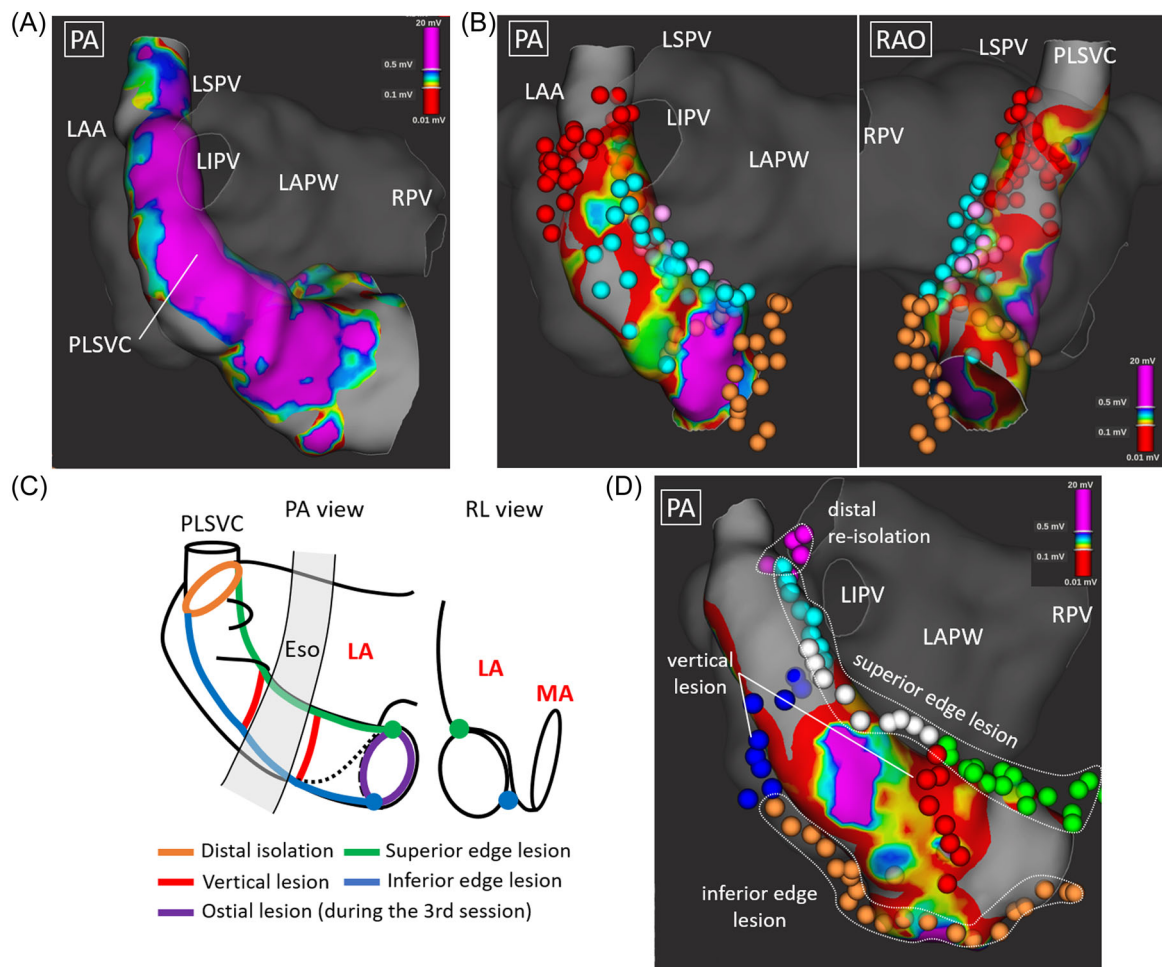 (A)
PA
20 mV
0.5 mV
0.1 mV
0.01 mV
LSPV
LAA
LIPV
LAPW
RPV
PLSVC
(B)
PA
LSPV
LAA
LIPV
LAPW
RAO
LSPV
PLSVC
RPV
20 mV
0.5 mV
0.1 mV
0.01 mV
(C)
PA view
RL view
PLSVC
Eso
LA
LA
MA
Distal isolation
Superior edge lesion
Vertical lesion
Inferior edge lesion
Ostial lesion (during the 3rd session)
(D)
PA
distal
re-isolation
20 mV
0.5 mV
0.1 mV
0.01 mV
LIPV
RPV
LAPW
vertical
lesion
superior edge lesion
inferior edge
lesion